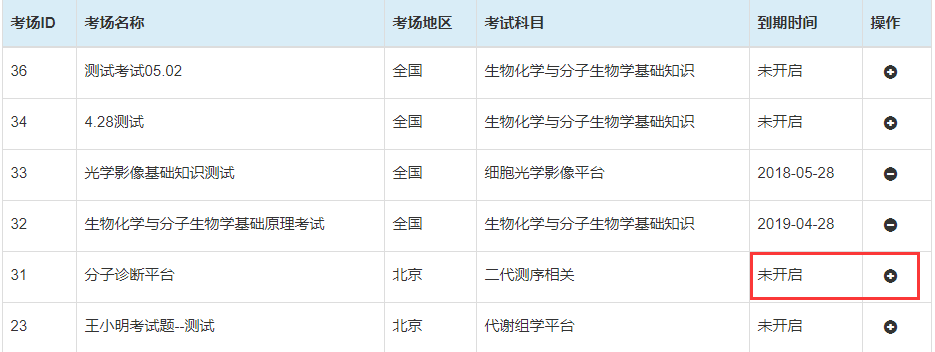 考场ID 考场名称 考场地区 考试科目 到期时间 操作
36 测试考试05.02 全国 生物化学与分子生物学基础知识 未开启
34 4.28测试 全国 生物化学与分子生物学基础知识 未开启
33 光学影像基础知识测试 全国 细胞光学影像平台 2018-05-28
32 生物化学与分子生物学基础原理考试 全国 生物化学与分子生物学基础知识 2019-04-28
31 分子诊断平台 北京 二代测序相关 未开启
23 王小明考试题--测试 北京 代谢组学平台 未开启